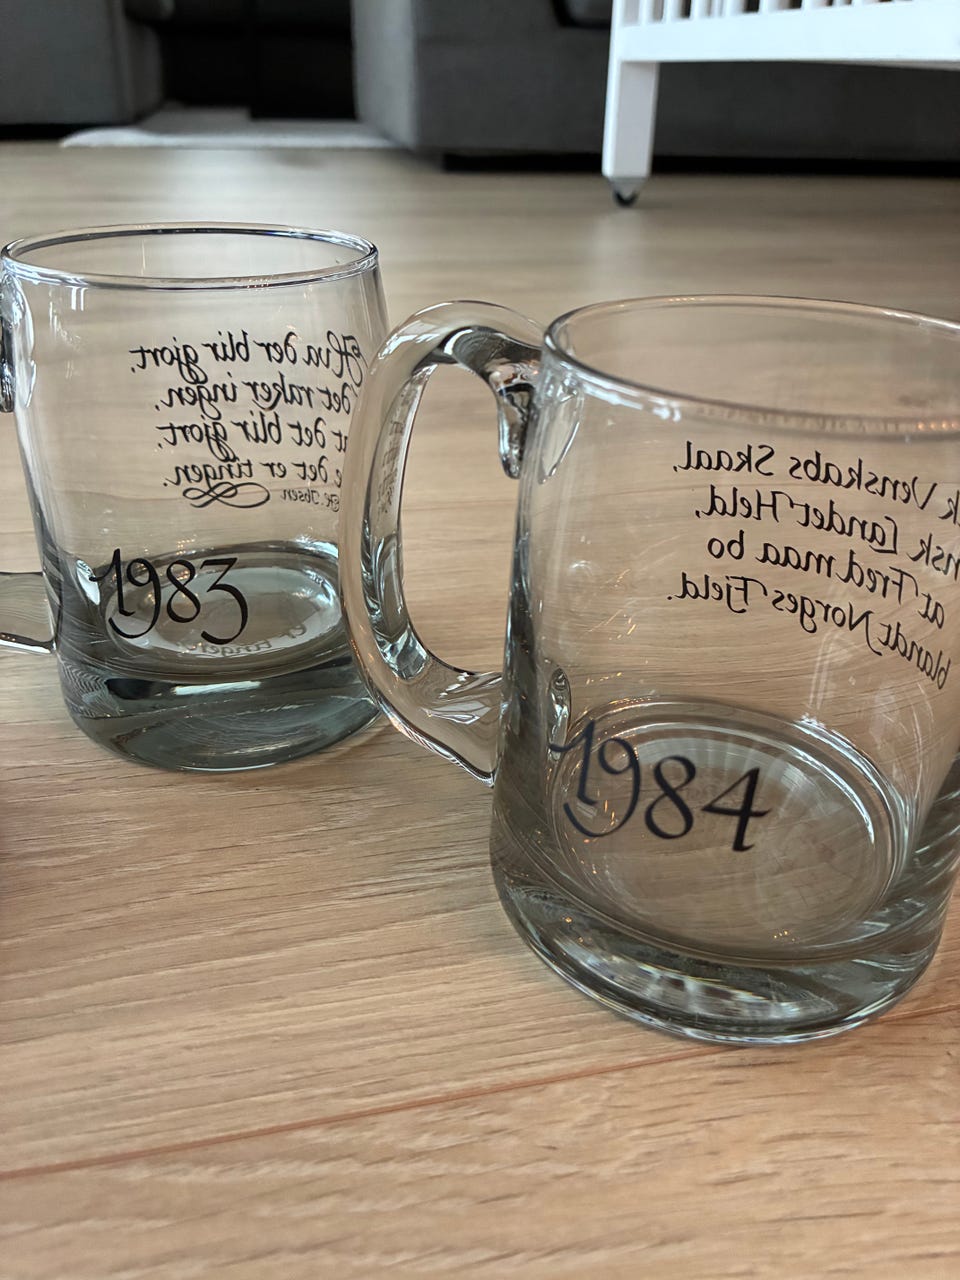 Hva der blir gjort,
det raker ingen,
at det blir gjort,
det er tingen.
H. Ibsen
1983
Venskabs Skaal,
Landet Held,
at Fred maa bo
blandt Norges Fjeld.
1984